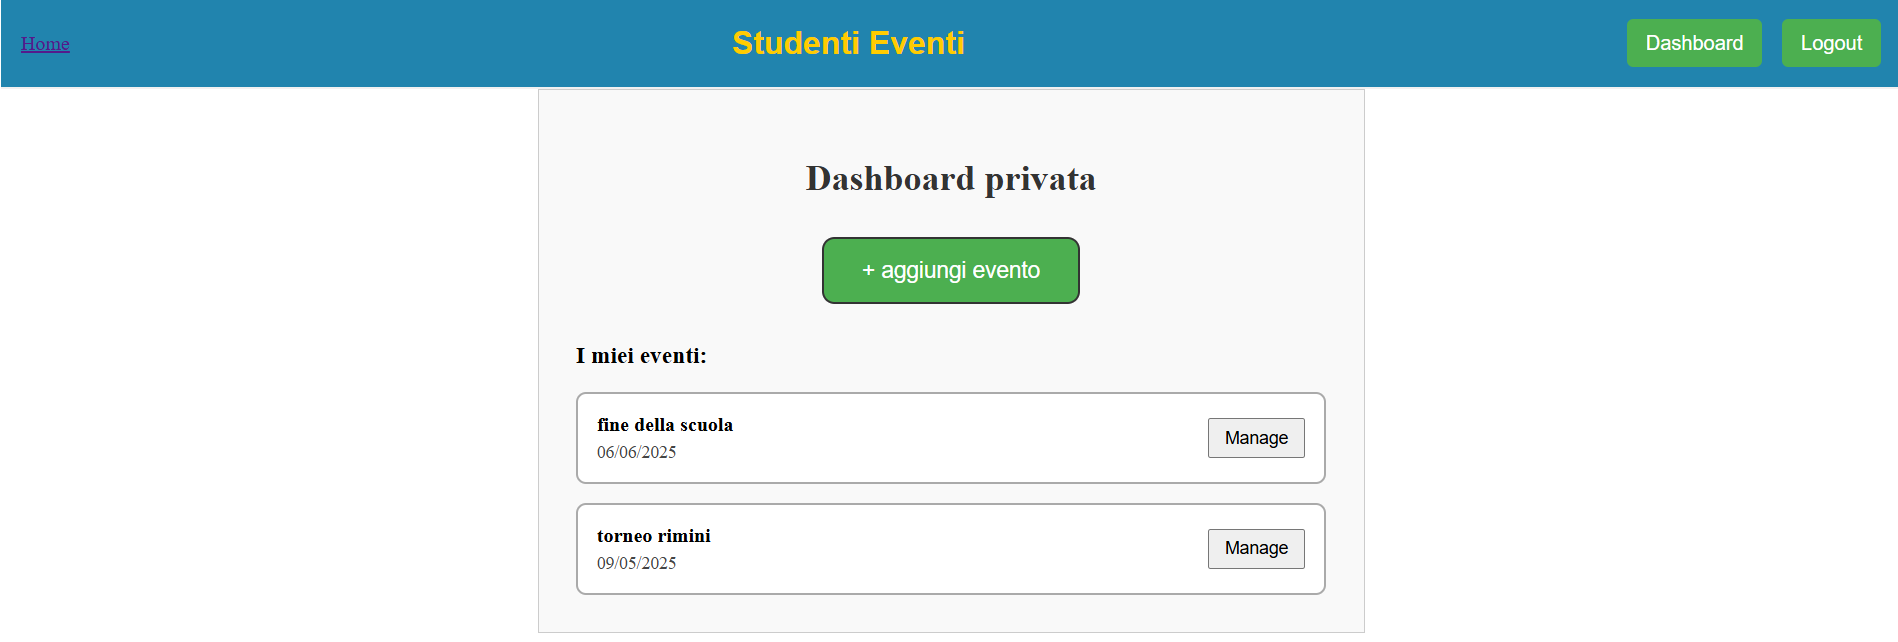 Home
Studenti Eventi
Dashboard
Logout
Dashboard privata
+ aggiungi evento
I miei eventi:
fine della scuola
06/06/2025
Manage
torneo rimini
09/05/2025
Manage